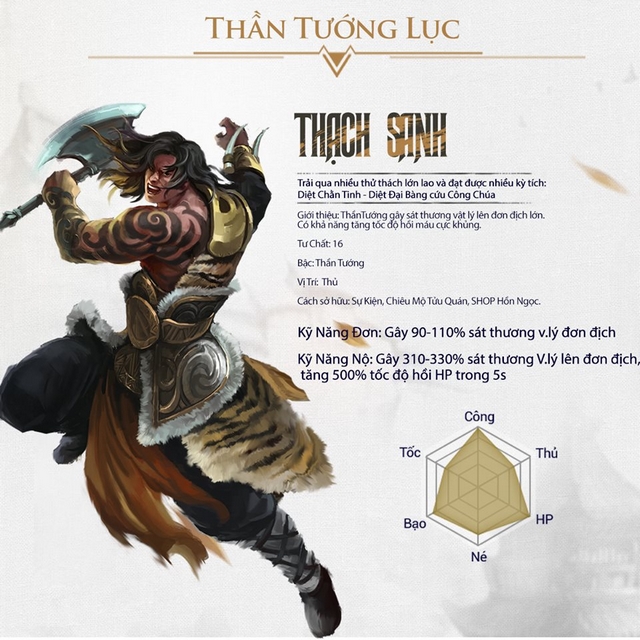 THẦN TƯỚNG LỤC
THẠCH SẠNH
Trải qua nhiều thử thách lớn lao và đạt được nhiều kỳ tích:
Diệt Chằn Tinh - Diệt Đại Bàng cứu Công Chúa
Giới thiệu: ThầnTướng gây sát thương vật lý lên đơn địch lớn.
Có khả năng tăng tốc độ hồi máu cực khủng.
Tư Chất: 16
Bậc: Thần Tướng
Vị Trí: Thủ
Cách sở hữu: Sự Kiện, Chiêu Mộ Tửu Quán, SHOP Hồn Ngọc.
Kỹ Năng Đơn: Gây 90-110% sát thương v.lý đơn địch
Kỹ Năng Nộ: Gây 310-330% sát thương V.lý lên đơn địch,
tăng 500% tốc độ hồi HP trong 5s
Công
Tốc
Thủ
Bạo
HP
Né